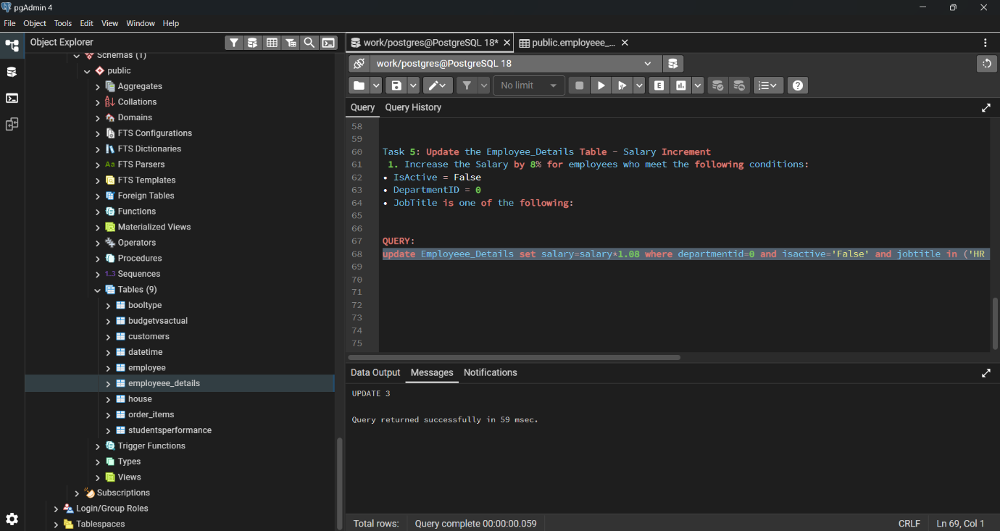 pgAdmin 4
File Object Tools Edit View Window Help
Object Explorer
Schemas (1)
public
Aggregates
Collations
Domains
FTS Configurations
FTS Dictionaries
Aa FTS Parsers
FTS Templates
Foreign Tables
Functions
Materialized Views
Operators
Procedures
1..3 Sequences
Tables (9)
booltype
budgetvsactual
customers
datetime
employee
employeee_details
house
order_items
studentsperformance
Trigger Functions
Types
Views
Subscriptions
Login/Group Roles
Tablespaces
work/postgres@PostgreSQL 18* public.employeee_...
work/postgres@PostgreSQL 18
No limit
E
Query Query History
58
59
60 Task 5: Update the Employee_Details Table – Salary Increment
61 1. Increase the Salary by 8% for employees who meet the following conditions:
62 • IsActive = False
63 • DepartmentID = 0
64 • JobTitle is one of the following:
65
66
67 QUERY:
68 update Employeee_Details set salary=salary*1.08 where departmentid=0 and isactive='False' and jobtitle in ('HR
69
70
71
72
73
74
75
Data Output Messages Notifications
UPDATE 3
Query returned successfully in 59 msec.
Total rows: Query complete 00:00:00.059 CRLF Ln 69, Col 1